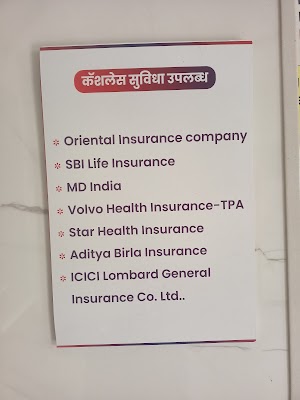 कॅशलेस सुविधा उपलब्ध
Oriental Insurance company
SBI Life Insurance
MD India
Volvo Health Insurance-TPA
Star Health Insurance
Aditya Birla Insurance
ICICI Lombard General
Insurance Co. Ltd..